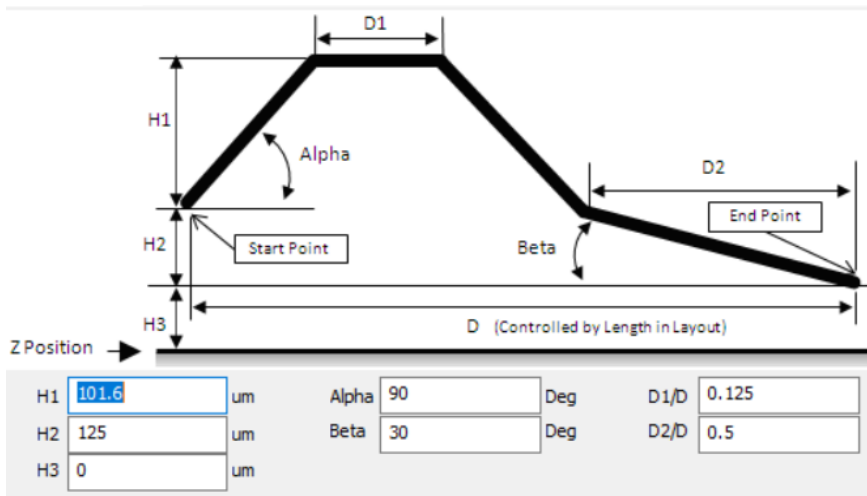 D1
H1
Alpha
D2
End Point
H2
Start Point
Beta
H3
D (Controlled by Length in Layout)
Z Position
H1 101.6 um Alpha 90 Deg D1/D 0.125
H2 125 um Beta 30 Deg D2/D 0.5
H3 0 um